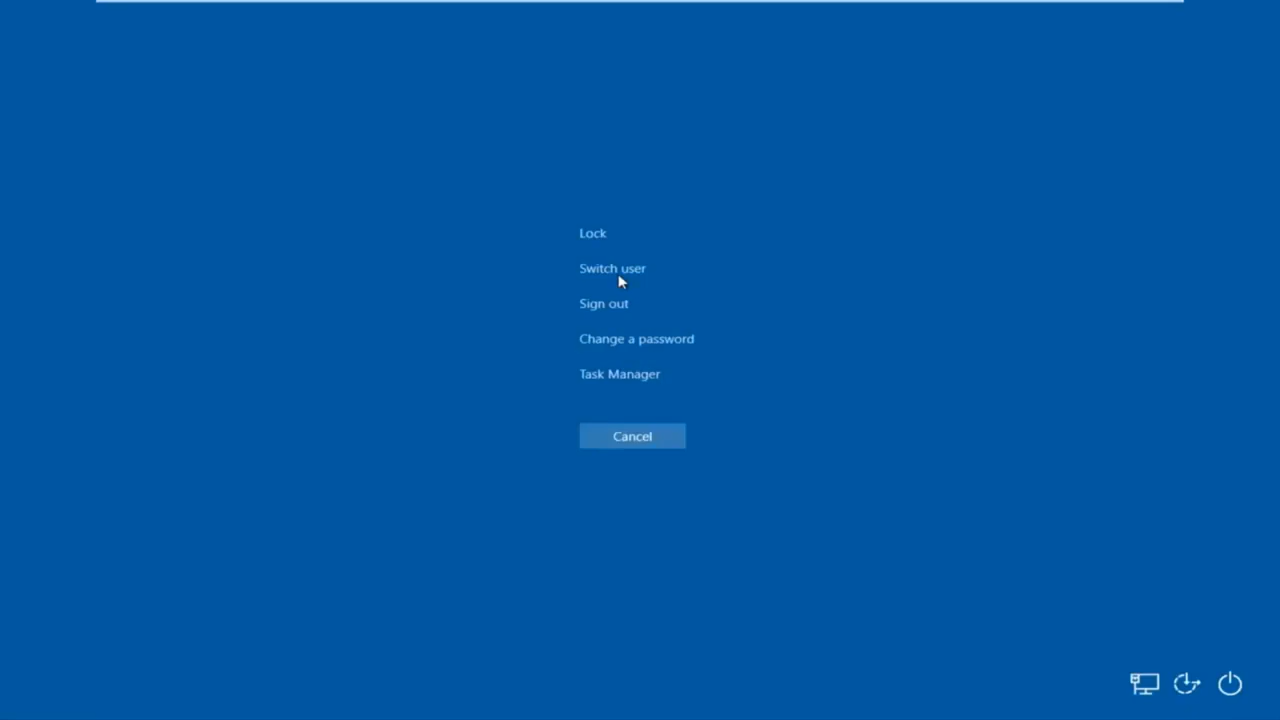 Lock
Switch user
Sign out
Change a password
Task Manager
Cancel